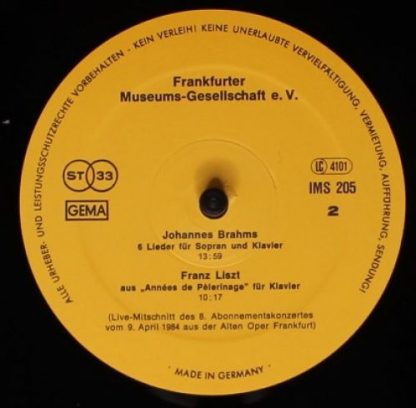 ALLE URHEBER- UND LEISTUNGSSCHUTZRECHTE VORBEHALTEN - KEIN VERLEIH! KEINE UNERLAUBTE VERVIELFÄLTIGUNG, VERMIETUNG, AUFFÜHRUNG, SENDUNG!
Frankfurter
Museums-Gesellschaft e. V.
ST 33
GEMA
LC 4101
IMS 205
2
Johannes Brahms
6 Lieder für Sopran und Klavier
13:59
Franz Liszt
aus „Années de Pèlerinage" für Klavier
10:17
(Live-Mitschnitt des 8. Abonnementskonzertes
vom 9. April 1984 aus der Alten Oper Frankfurt)
· MADE IN GERMANY ·